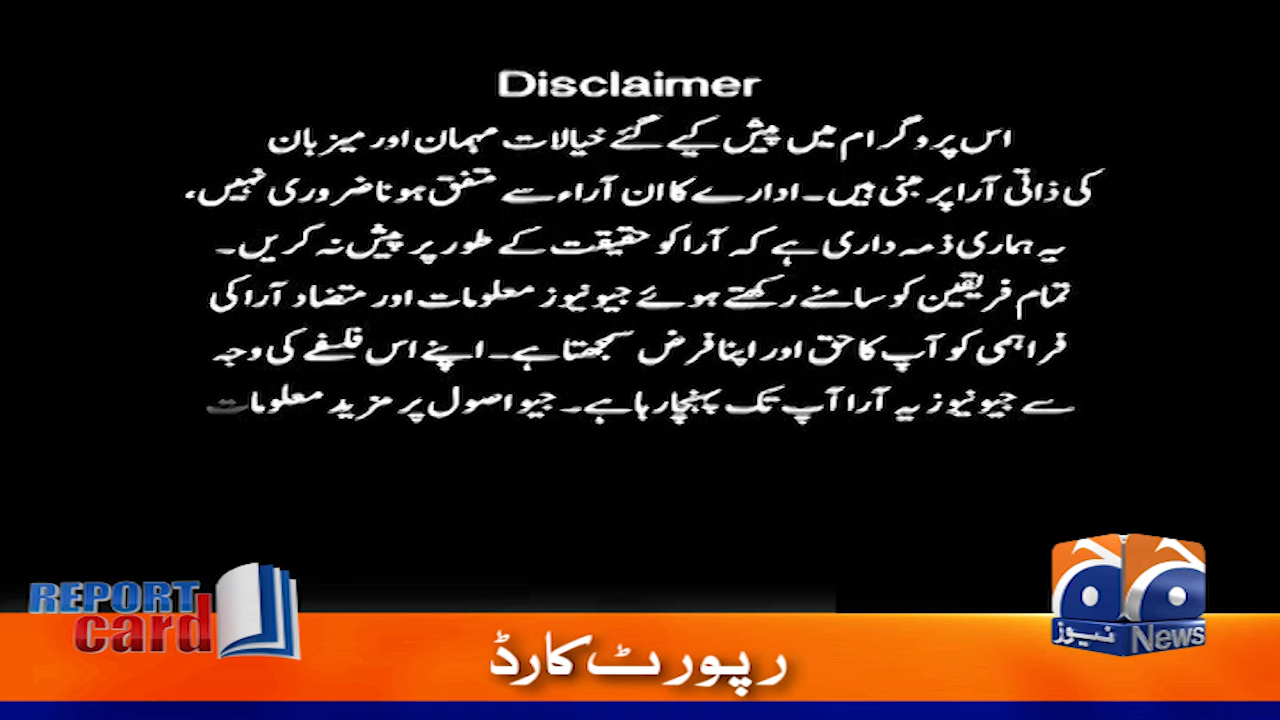 Disclaimer
اس پروگرام میں پیش کیے گئے خیالات مہمان اور میزبان
کی ذاتی آرا پر مبنی ہیں۔ ادارے کا ان آراء سے متفق ہونا ضروری نہیں،
یہ ہماری ذمہ داری ہے کہ آرا کو حقیقت کے طور پر پیش نہ کریں۔
تمام فریقین کو سامنے رکھتے ہوئے جیو نیوز معلومات اور متضاد آرا کی
فراہمی کو آپ کا حق اور اپنا فرض سمجھتا ہے۔ اپنے اس فلسفے کی وجہ
سے جیو نیوز یہ آرا آپ تک پہنچا رہا ہے۔ جیو اصول پر مزید معلومات
REPORT
card
رپورٹ کارڈ
جیو
نیوز News